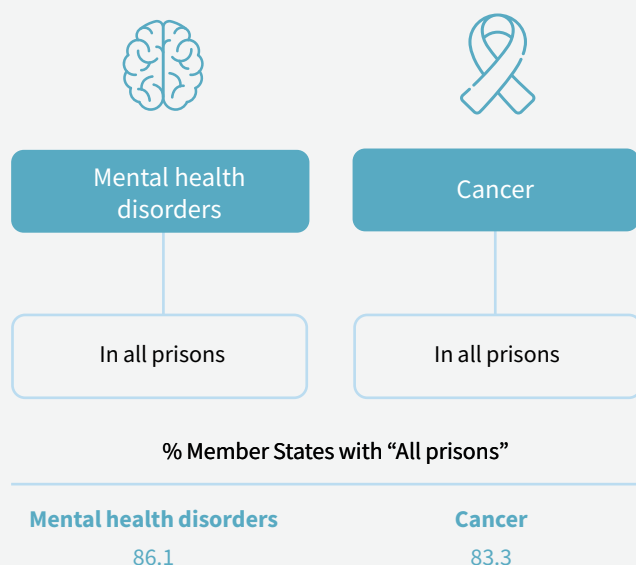 Mental health
disorders
Cancer
In all prisons
In all prisons
% Member States with “All prisons”
Mental health disorders
Cancer
86.1
83.3